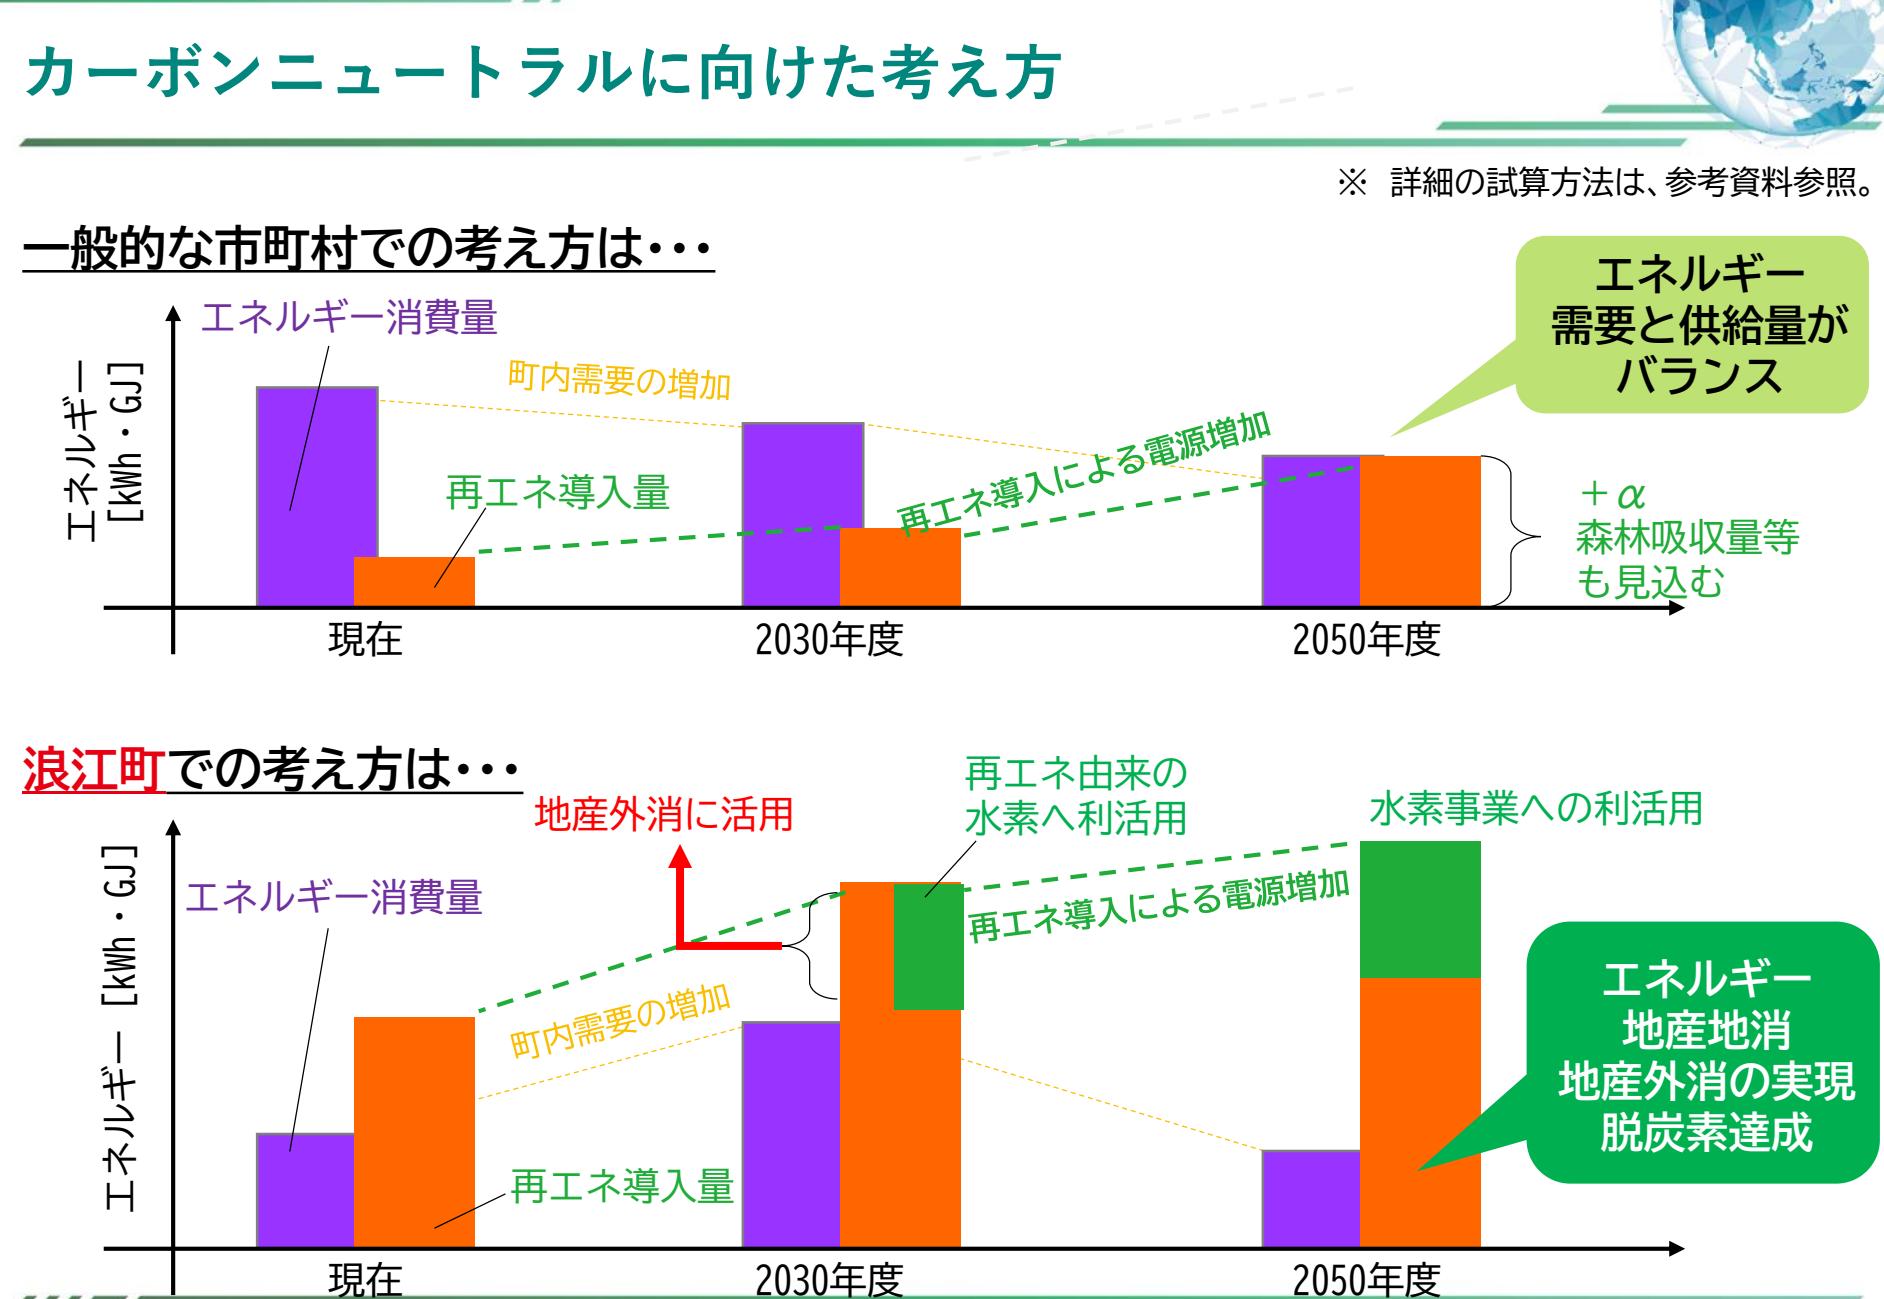 カーボンニュートラルに向けた考え方
※ 詳細の試算方法は、参考資料参照。
一般的な市町村での考え方は・・・
エネルギー
需要と供給量が
バランス
エネルギー消費量
町内需要の増加
エネルギー
[kWh・GJ]
再エネ導入量
再エネ導入による電源増加
＋α
森林吸収量等
も見込む
現在
2030年度
2050年度
浪江町での考え方は・・・
地産外消に活用
再エネ由来の
水素へ利活用
水素事業への利活用
エネルギー消費量
エネルギー [kWh・GJ]
再エネ導入による電源増加
町内需要の増加
エネルギー
地産地消
地産外消の実現
脱炭素達成
再エネ導入量
現在
2030年度
2050年度